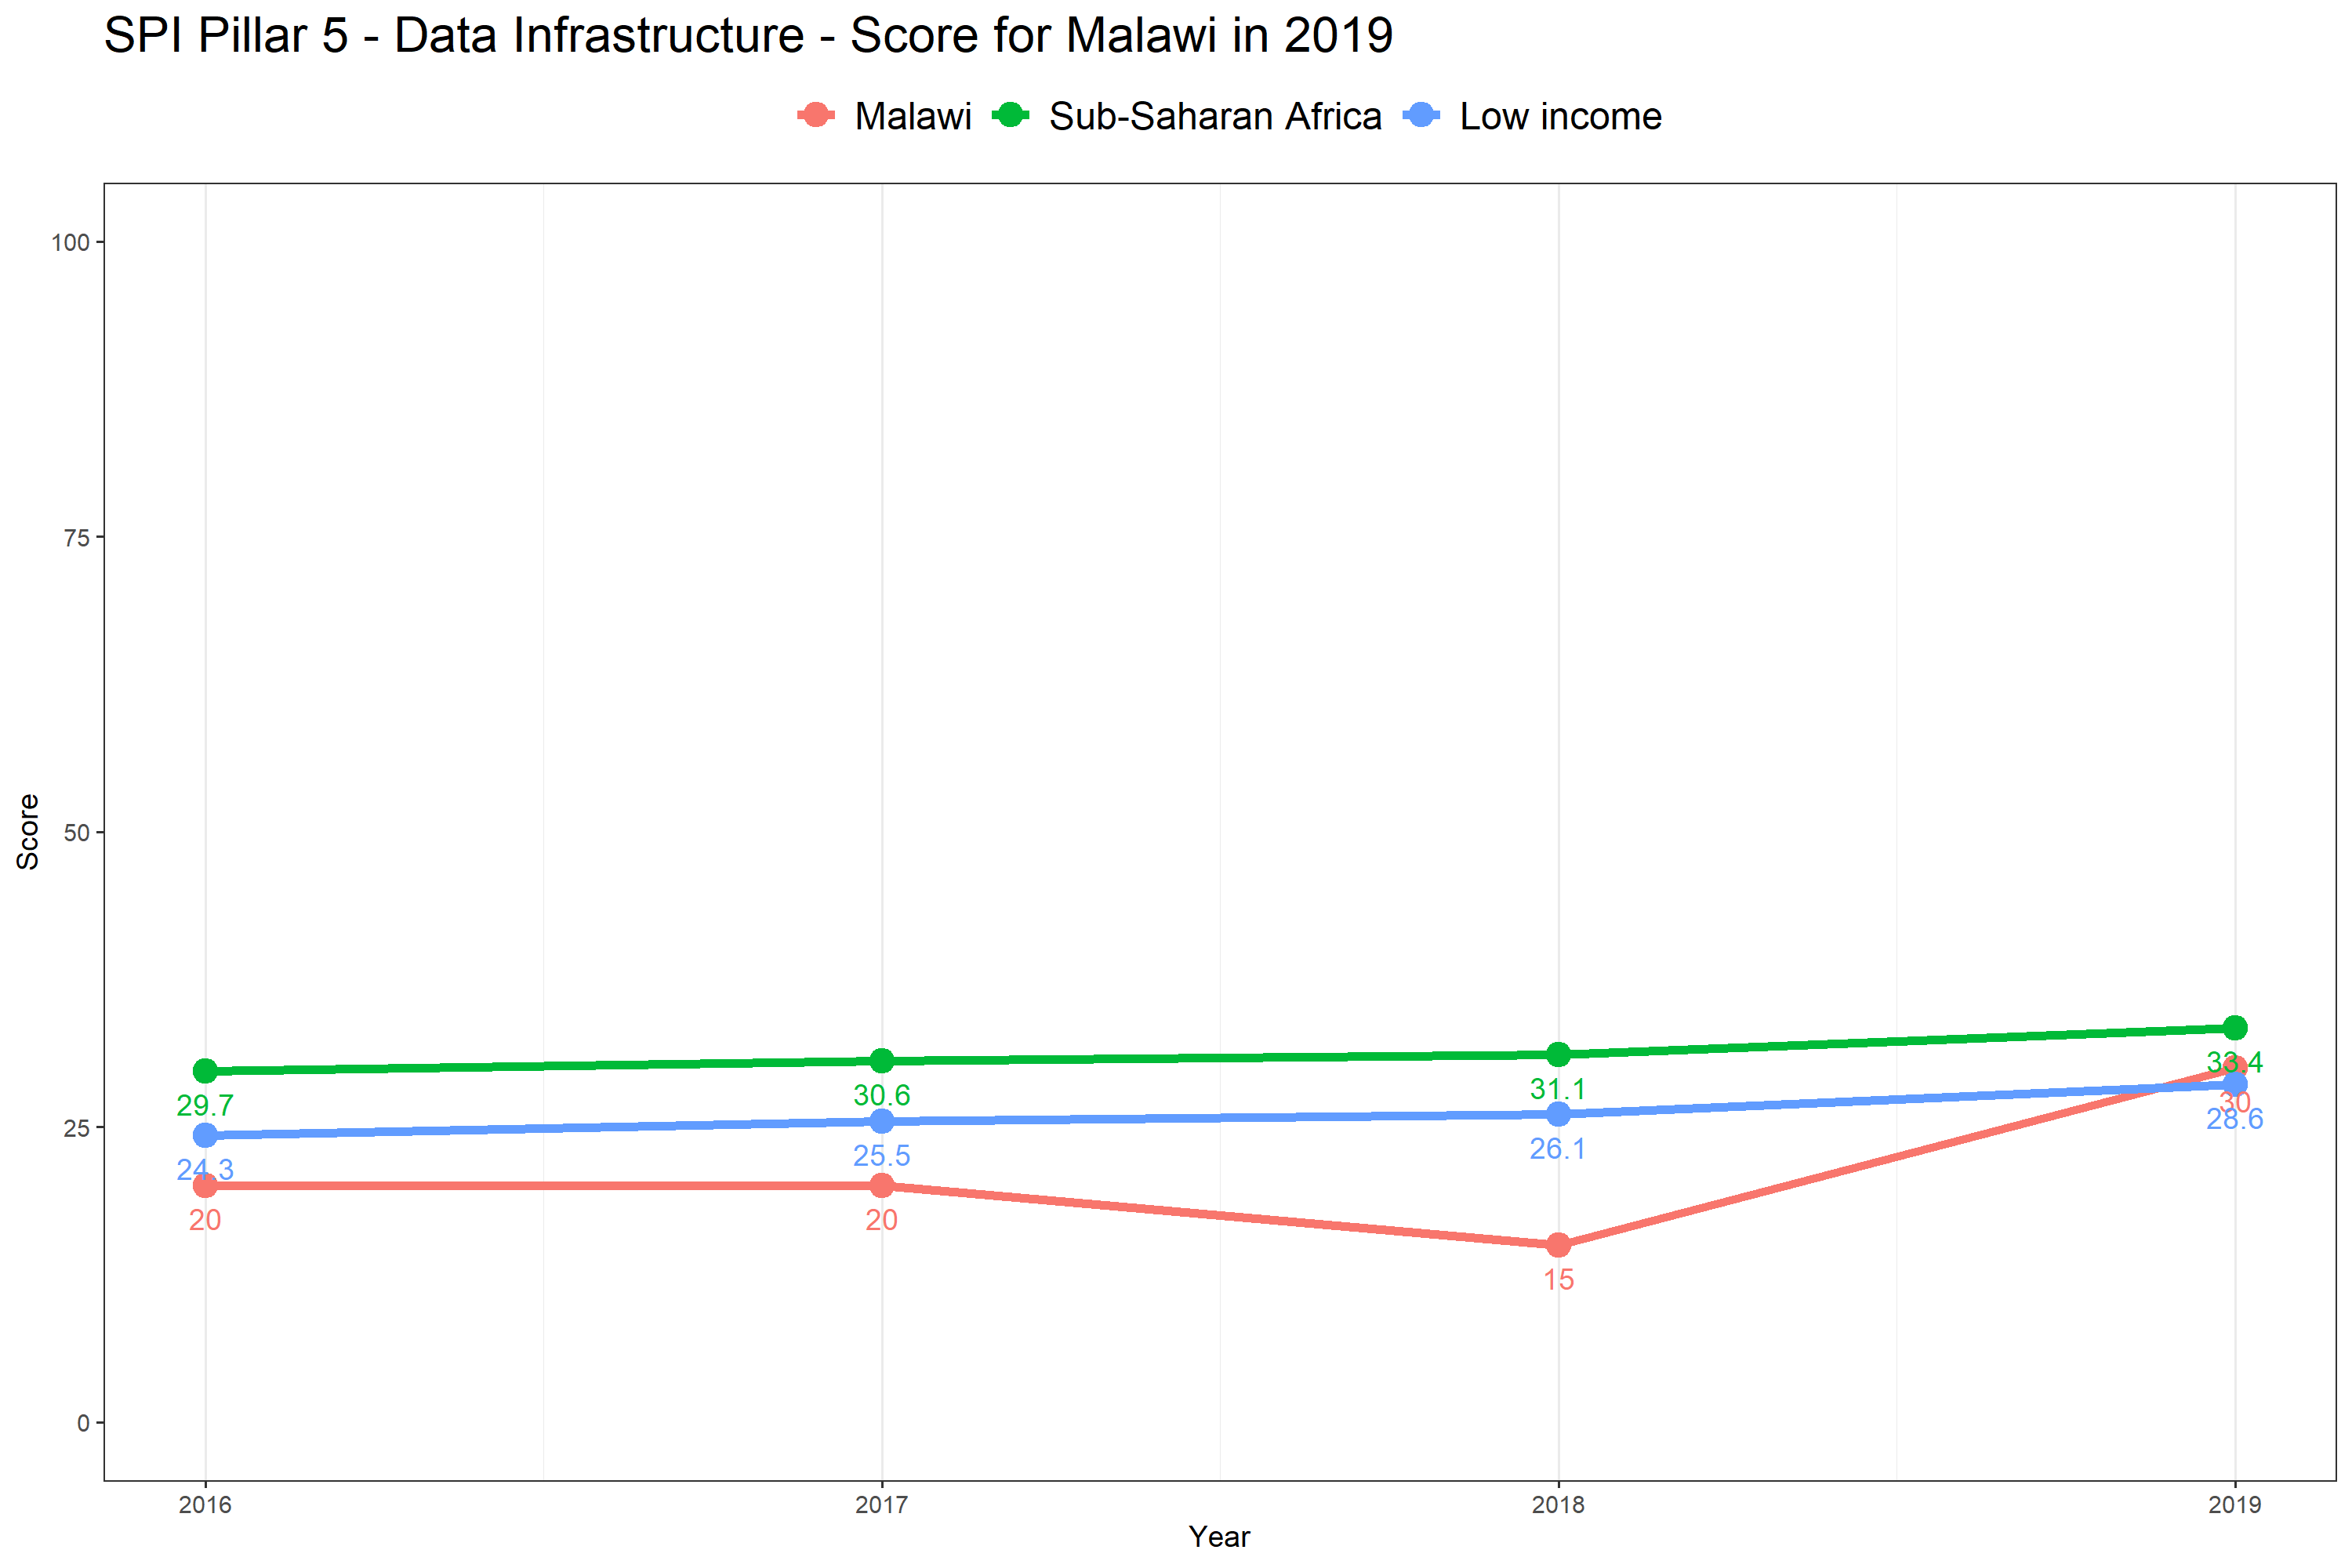 SPI Pillar 5 - Data Infrastructure - Score for Malawi in 2019
Malawi Sub-Saharan Africa Low income
100
75
50
25
0
Score
29.7 30.6 31.1 33.4
24.3 25.5 26.1 28.6
20 20 15 30
2016 2017 2018 2019
Year